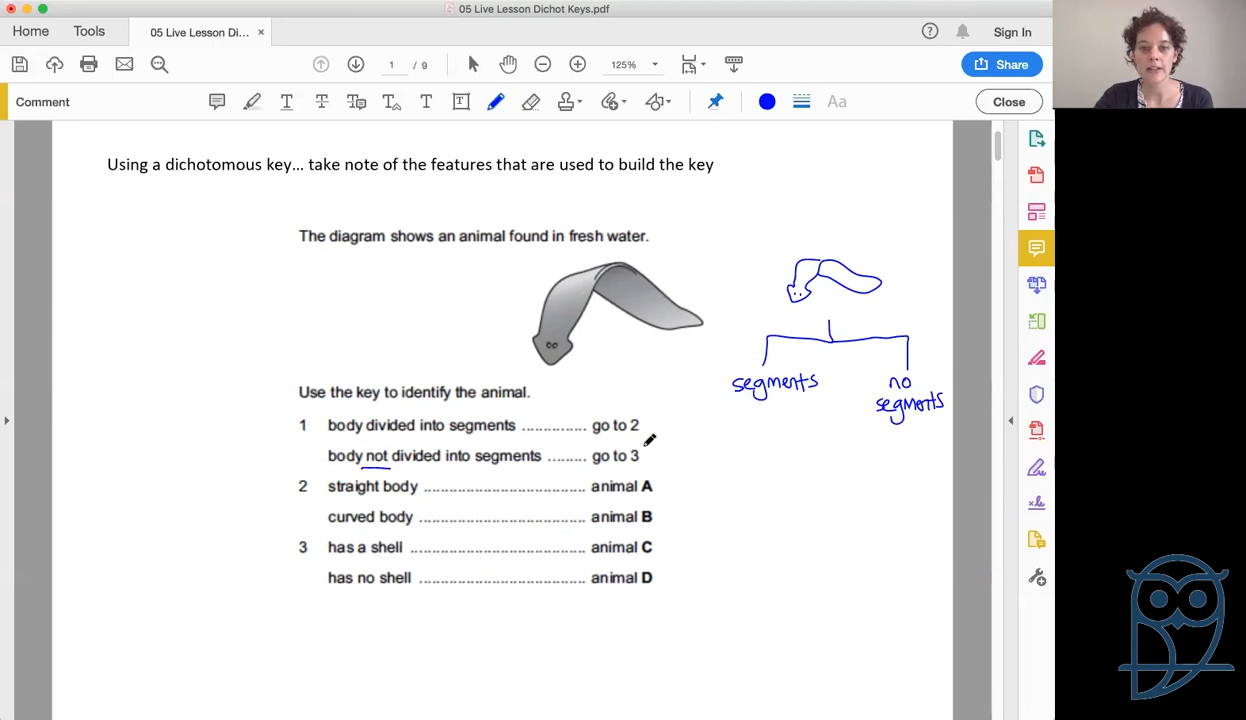 05 Live Lesson Dichot Keys.pdf
Home Tools 05 Live Lesson Di... × Sign In
1 / 9 125% Share
Comment Aa Close
Using a dichotomous key... take note of the features that are used to build the key
The diagram shows an animal found in fresh water.
segments no segments
Use the key to identify the animal.
1 body divided into segments .............. go to 2
body not divided into segments ......... go to 3
2 straight body .................................... animal A
curved body ..................................... animal B
3 has a shell ....................................... animal C
has no shell ..................................... animal D